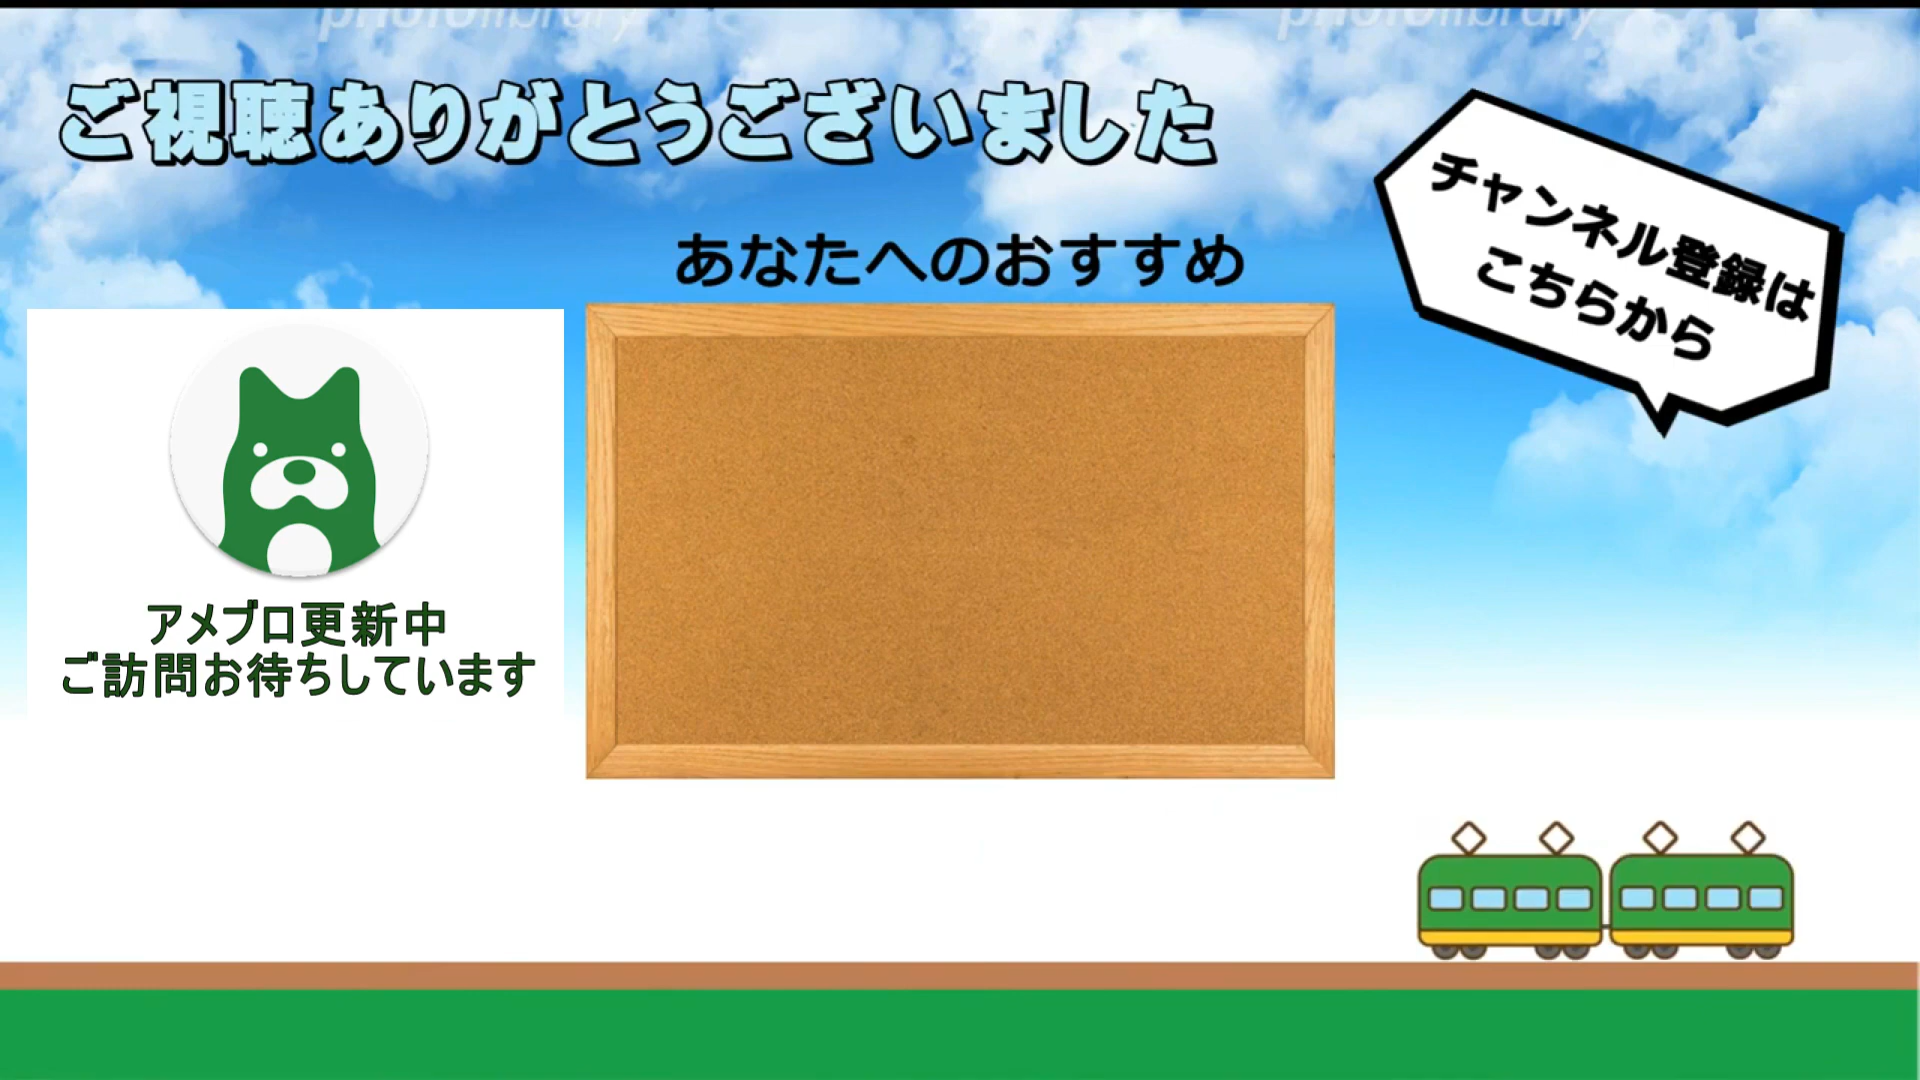 photolibrary
photolibrary
ご視聴ありがとうございました
チャンネル登録は
こちらから
あなたへのおすすめ
アメブロ更新中
ご訪問お待ちしています